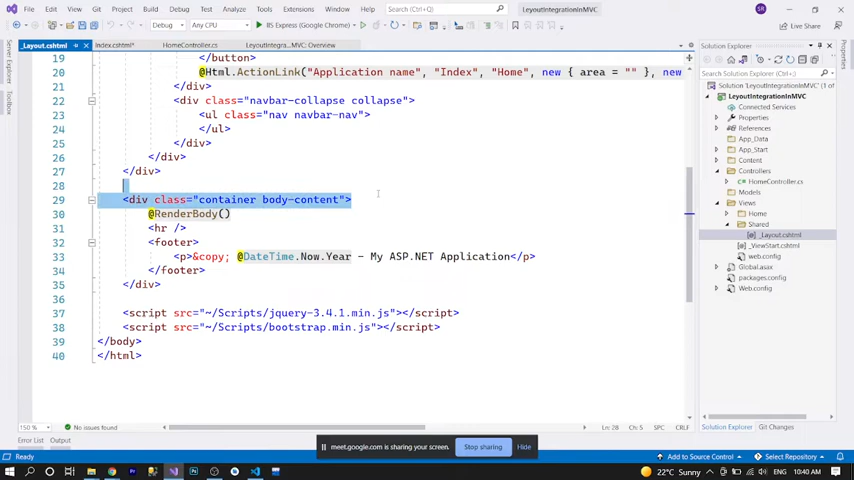 File Edit View Git Project Build Debug Test Analyze Tools Extensions Window Help Search (Ctrl+Q) LeyoutIntegrationInMVC SR
Debug Any CPU IIS Express (Google Chrome) Live Share
_Layout.cshtml Index.cshtml* HomeController.cs LeyoutIntegra...MVC: Overview
Server Explorer
Toolbox
19 </button>
20 @Html.ActionLink("Application name", "Index", "Home", new { area = "" }, new
21 </div>
22 <div class="navbar-collapse collapse">
23 <ul class="nav navbar-nav">
24 </ul>
25 </div>
26 </div>
27 </div>
28
29 <div class="container body-content">
30 @RenderBody()
31 <hr />
32 <footer>
33 <p>&copy; @DateTime.Now.Year - My ASP.NET Application</p>
34 </footer>
35 </div>
36
37 <script src="~/Scripts/jquery-3.4.1.min.js"></script>
38 <script src="~/Scripts/bootstrap.min.js"></script>
39 </body>
40 </html>
150 % No issues found Ln: 28 Ch: 5 SPC CRLF
Error List Output
Solution Explorer
Search Solution Explorer (Ctrl+;)
Solution 'LeyoutIntegrationInMVC' (1 of
LeyoutIntegrationInMVC
Connected Services
Properties
References
App_Data
App_Start
Content
Controllers
HomeController.cs
Models
Views
Home
Shared
_Layout.cshtml
_ViewStart.cshtml
web.config
Global.asax
packages.config
Web.config
Solution Explorer Git Changes
Properties
meet.google.com is sharing your screen. Stop sharing Hide
Ready Add to Source Control Select Repository
22°C Sunny ENG 10:40 AM